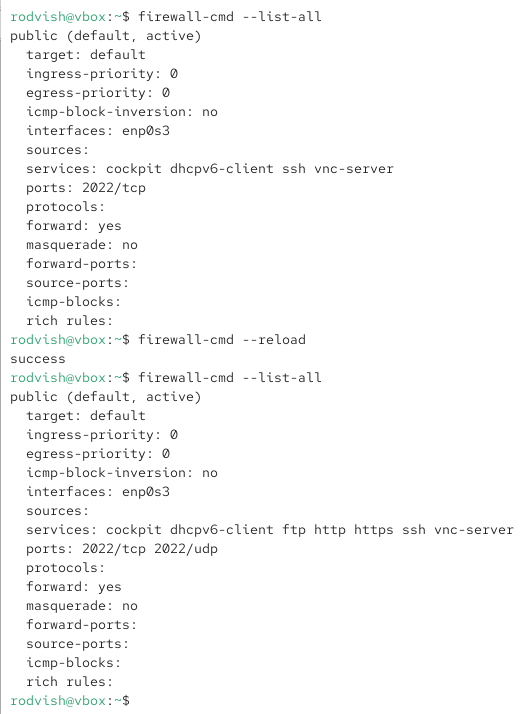 rodvish@vbox:~$ firewall-cmd --list-all
public (default, active)
  target: default
  ingress-priority: 0
  egress-priority: 0
  icmp-block-inversion: no
  interfaces: enp0s3
  sources:
  services: cockpit dhcpv6-client ssh vnc-server
  ports: 2022/tcp
  protocols:
  forward: yes
  masquerade: no
  forward-ports:
  source-ports:
  icmp-blocks:
  rich rules:
rodvish@vbox:~$ firewall-cmd --reload
success
rodvish@vbox:~$ firewall-cmd --list-all
public (default, active)
  target: default
  ingress-priority: 0
  egress-priority: 0
  icmp-block-inversion: no
  interfaces: enp0s3
  sources:
  services: cockpit dhcpv6-client ftp http https ssh vnc-server
  ports: 2022/tcp 2022/udp
  protocols:
  forward: yes
  masquerade: no
  forward-ports:
  source-ports:
  icmp-blocks:
  rich rules:
rodvish@vbox:~$